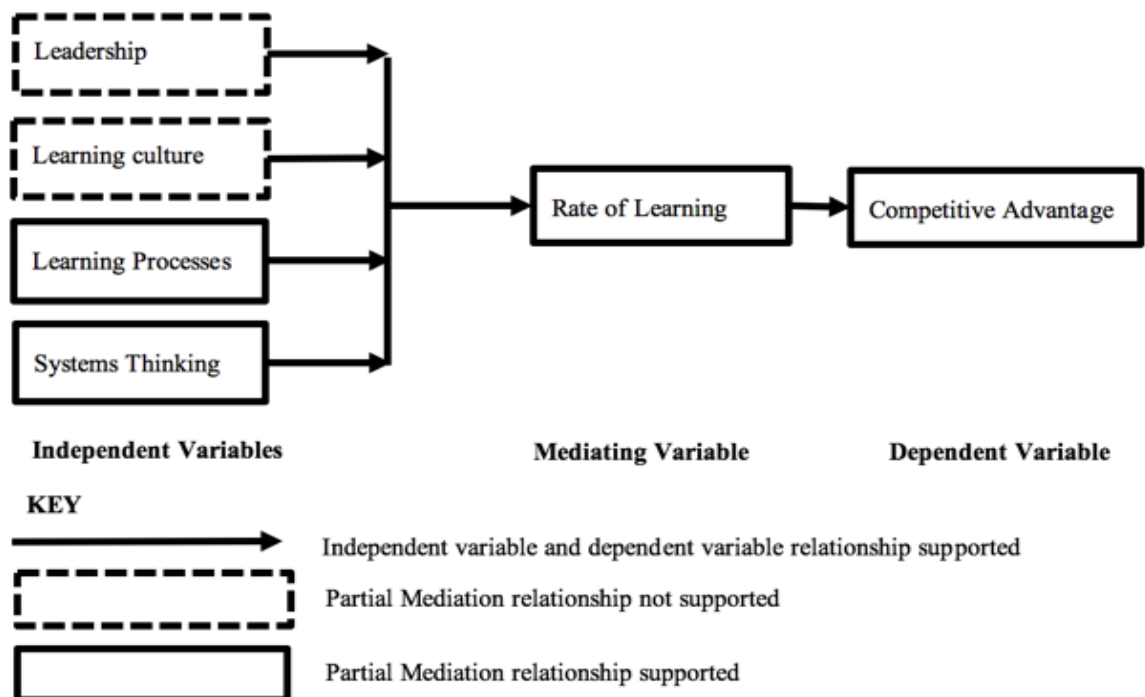 Leadership
Learning culture
Learning Processes
Systems Thinking
Rate of Learning
Competitive Advantage
Independent Variables
Mediating Variable
Dependent Variable
KEY
Independent variable and dependent variable relationship supported
Partial Mediation relationship not supported
Partial Mediation relationship supported